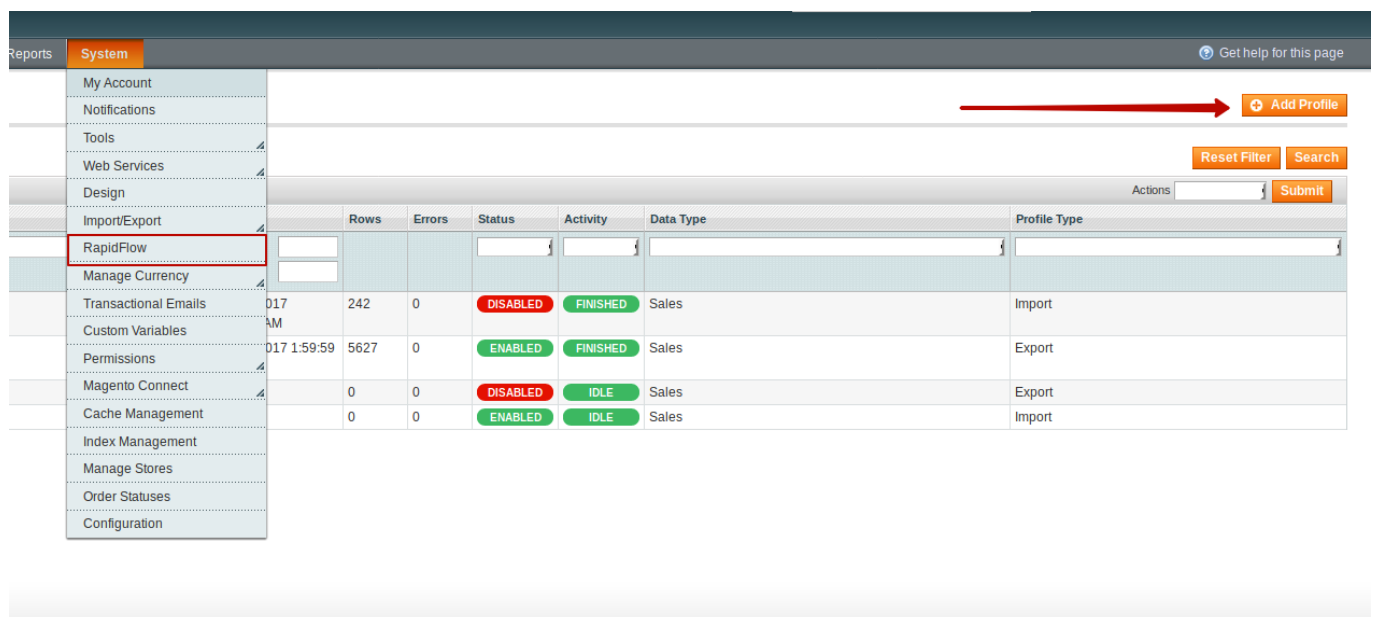 Reports System Get help for this page
My Account
Notifications
Add Profile
Tools
Web Services
Reset Filter Search
Design
Actions Submit
Import/Export
Rows Errors Status Activity Data Type Profile Type
RapidFlow
Manage Currency
Transactional Emails
017 242 0 DISABLED FINISHED Sales Import
AM
Custom Variables
017 1:59:59 5627 0 ENABLED FINISHED Sales Export
Permissions
Magento Connect
0 0 DISABLED IDLE Sales Export
Cache Management
0 0 ENABLED IDLE Sales Import
Index Management
Manage Stores
Order Statuses
Configuration